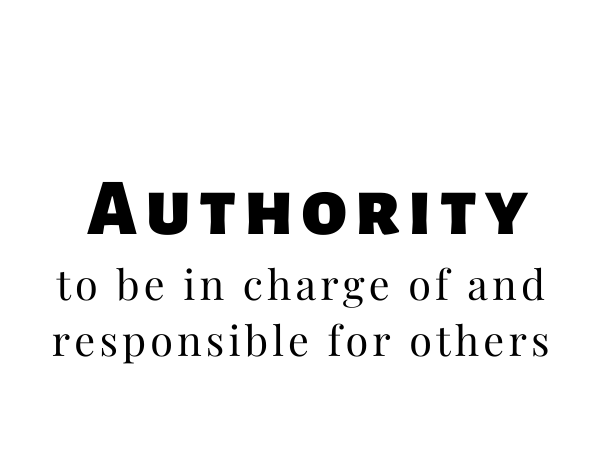 Authority
to be in charge of and
responsible for others